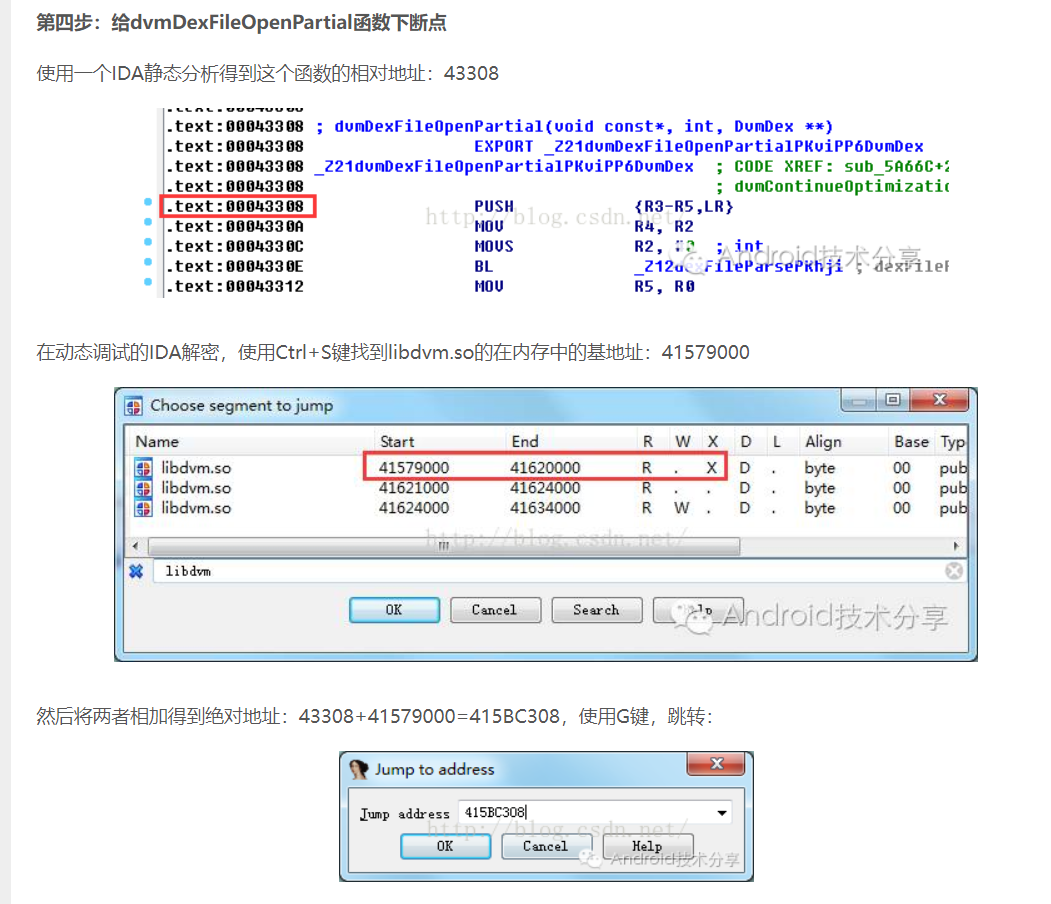 第四步：给dvmDexFileOpenPartial函数下断点
使用一个IDA静态分析得到这个函数的相对地址：43308
.text:00043308
.text:00043308 ; dvmDexFileOpenPartial(void const*, int, DvmDex **)
.text:00043308 EXPORT _Z21dvmDexFileOpenPartialPKviPP6DvmDex
.text:00043308 _Z21dvmDexFileOpenPartialPKviPP6DvmDex ; CODE XREF: sub_5A66C+2
.text:00043308 ; dvmContinueOptimizatio
.text:00043308 PUSH {R3-R5,LR}
.text:0004330A MOV R4, R2
.text:0004330C MOVS R2, ; int
.text:0004330E BL _Z12dexFileParsePKhji ; dexFileP
.text:00043312 MOV R5, R0
http://blog.csdn.net/
Android技术分享
在动态调试的IDA解密，使用Ctrl+S键找到libdvm.so的在内存中的基地址：41579000
Choose segment to jump
Name Start End R W X D L Align Base Typ
libdvm.so 41579000 41620000 R . X D . byte 00 pub
libdvm.so 41621000 41624000 R . . D . byte 00 pub
libdvm.so 41624000 41634000 R W . D . byte 00 pub
http://blog.csdn.net/
libdvm
OK Cancel Search Help
Android技术分享
然后将两者相加得到绝对地址：43308+41579000=415BC308，使用G键，跳转：
Jump to address
Jump address 415BC308
http://blog.csdn.net/
OK Cancel Help
Android技术分享